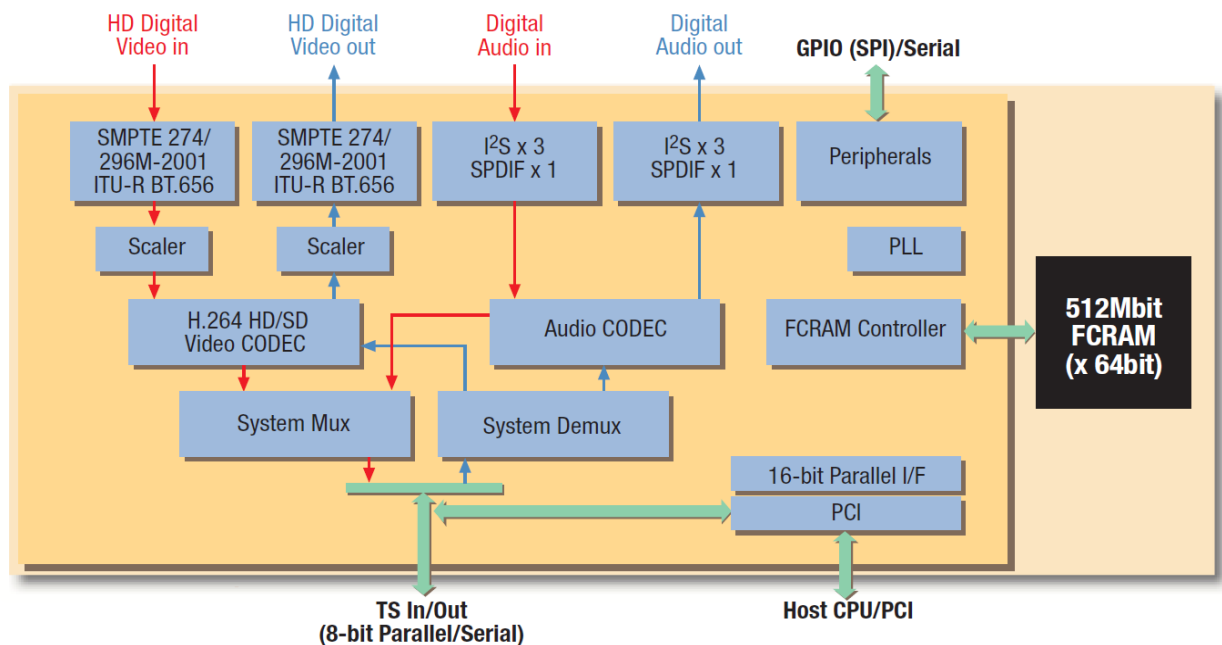 HD Digital
Video in
HD Digital
Video out
Digital
Audio in
Digital
Audio out
GPIO (SPI)/Serial
SMPTE 274/
296M-2001
ITU-R BT.656
SMPTE 274/
296M-2001
ITU-R BT.656
I²S x 3
SPDIF x 1
I²S x 3
SPDIF x 1
Peripherals
Scaler
Scaler
PLL
H.264 HD/SD
Video CODEC
Audio CODEC
FCRAM Controller
512Mbit
FCRAM
(x 64bit)
System Mux
System Demux
16-bit Parallel I/F
PCI
TS In/Out
(8-bit Parallel/Serial)
Host CPU/PCI